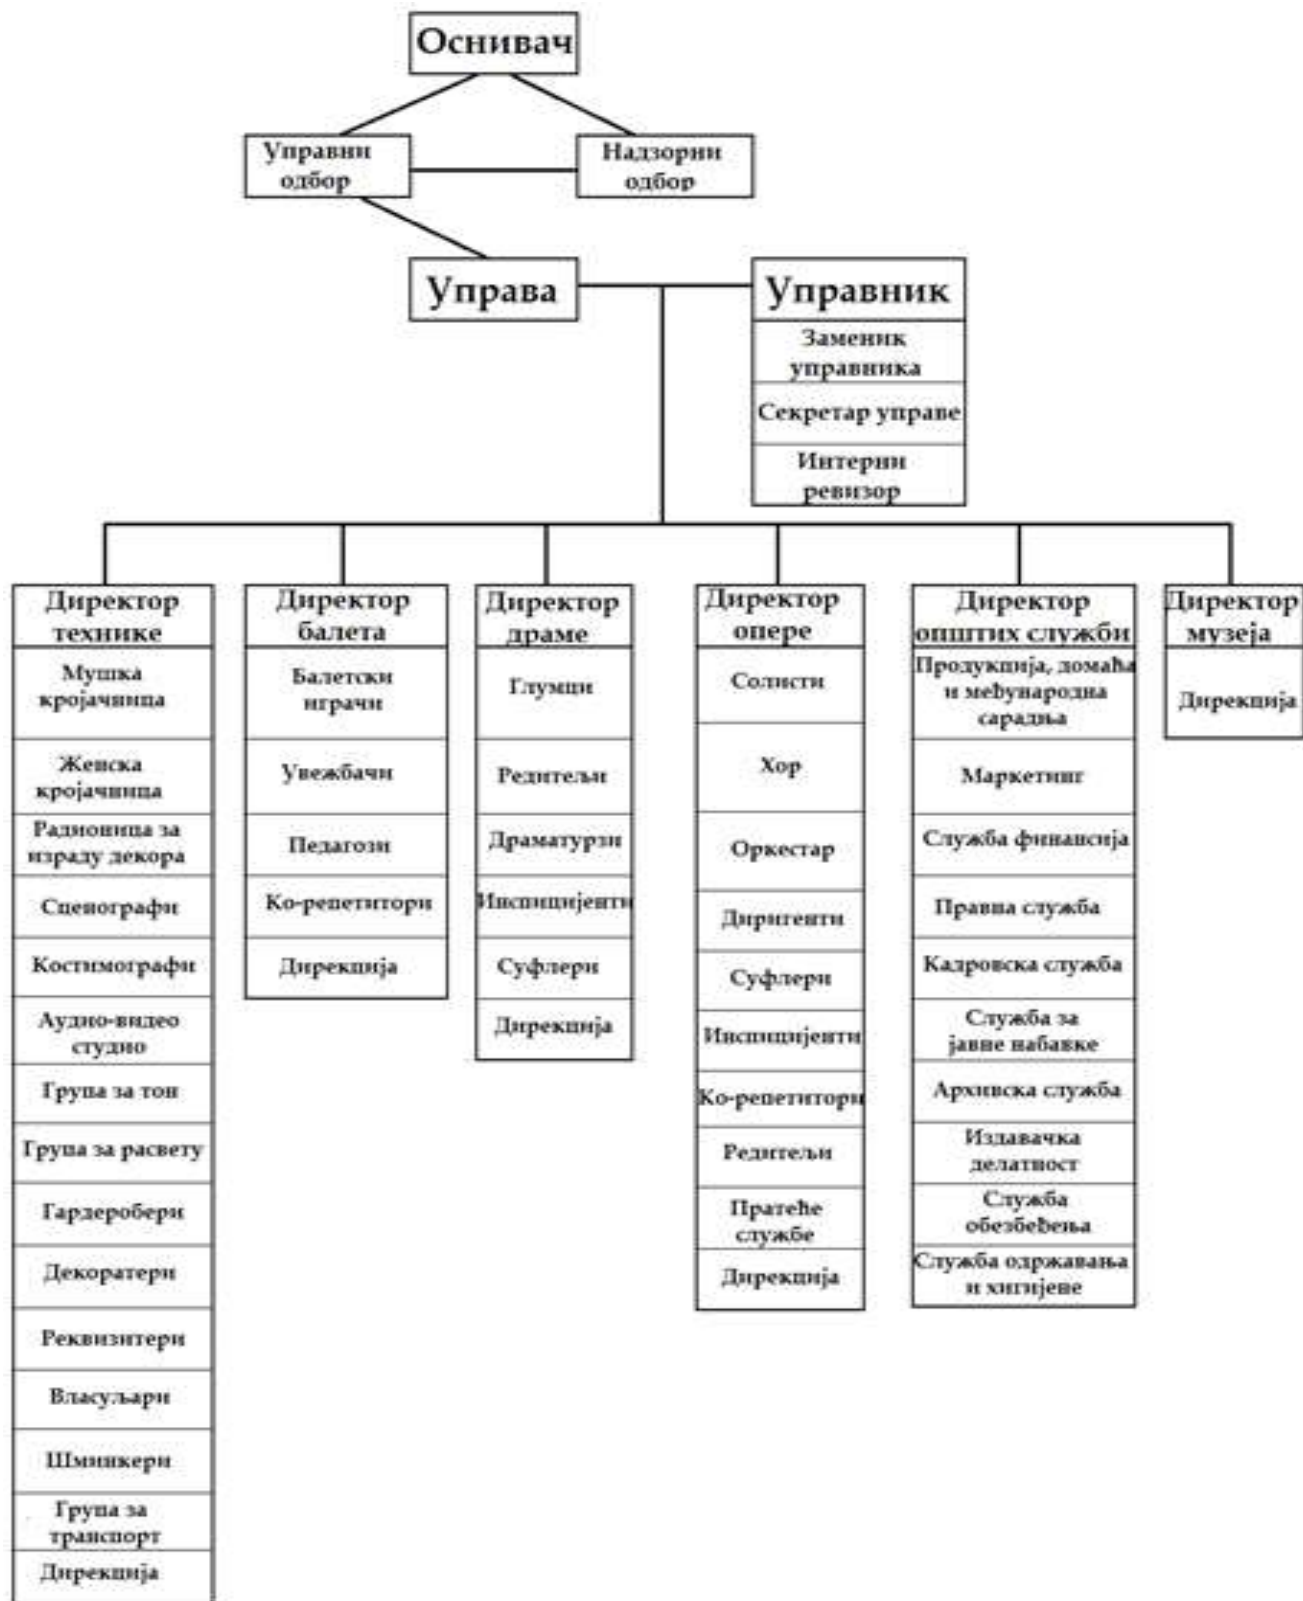 Оснивач
Управни
одбор
Надзорни
одбор
Управа
Управник
Заменик
управника
Секретар управе
Интерни
ревизор
Директор
технике
Мушка
кројачница
Женска
кројачница
Радионица за
израду декора
Сценографи
Костимографи
Аудио-видео
студио
Група за тон
Група за расвету
Гардеробери
Декоратери
Реквизитери
Власуљари
Шминкери
Група за
транспорт
Дирекција
Директор
балета
Балетски
играчи
Увежбачи
Педагози
Ко-репетитори
Дирекција
Директор
драме
Глумци
Редитељи
Драматурзи
Инспицијенти
Суфлери
Дирекција
Директор
опере
Солисти
Хор
Оркестар
Диригенти
Суфлери
Инспицијенти
Ко-репетитори
Редитељи
Пратеће
службе
Дирекција
Директор
општих служби
Продукција, домаћа
и међународна
сарадња
Маркетинг
Служба финансија
Правна служба
Кадровска служба
Служба за
јавне набавке
Архивска служба
Издавачка
делатност
Служба
обезбеђења
Служба одржавања
и хигијене
Директор
музеја
Дирекција